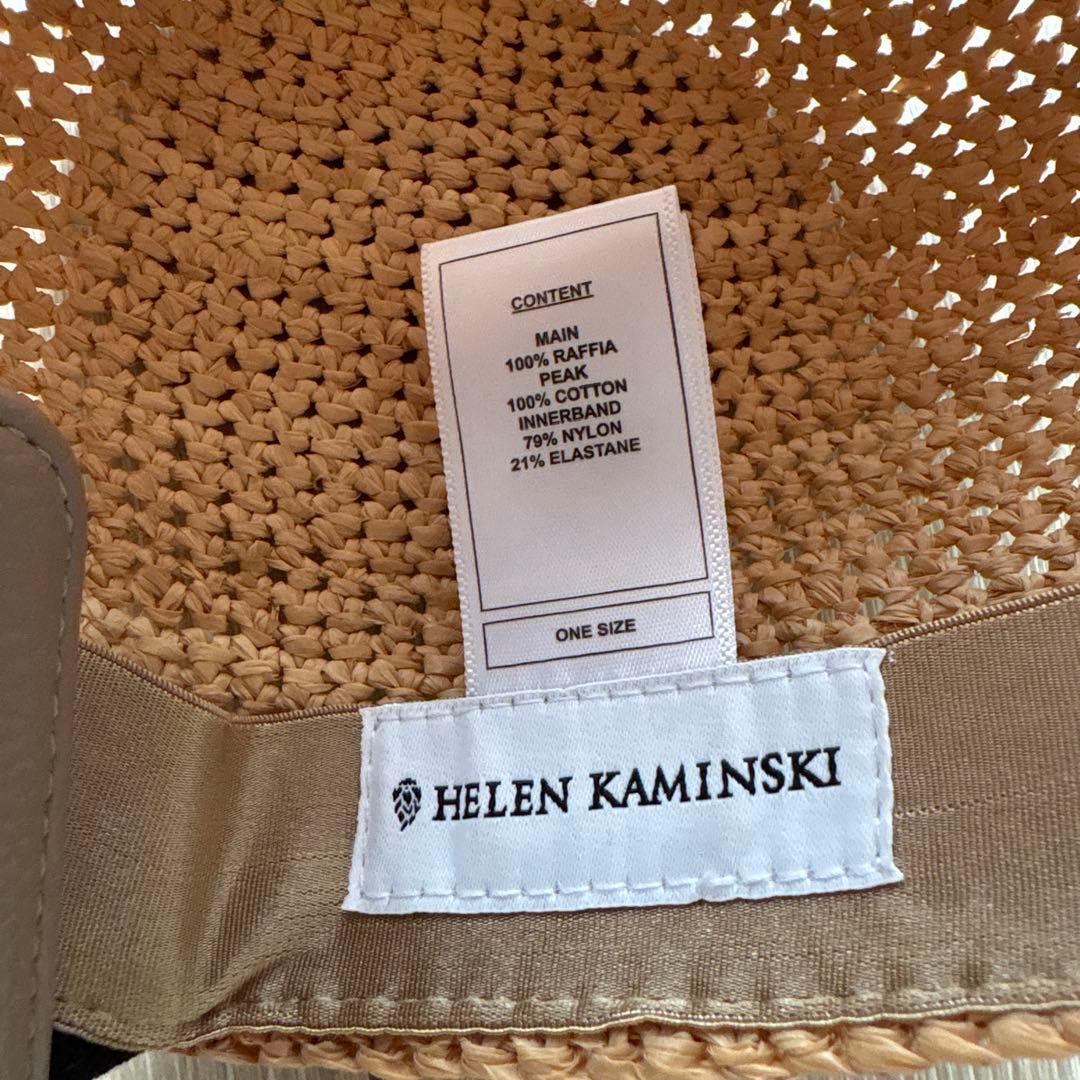 CONTENT
MAIN
100% RAFFIA
PEAK
100% COTTON
INNERBAND
79% NYLON
21% ELASTANE
ONE SIZE
HELEN KAMINSKI